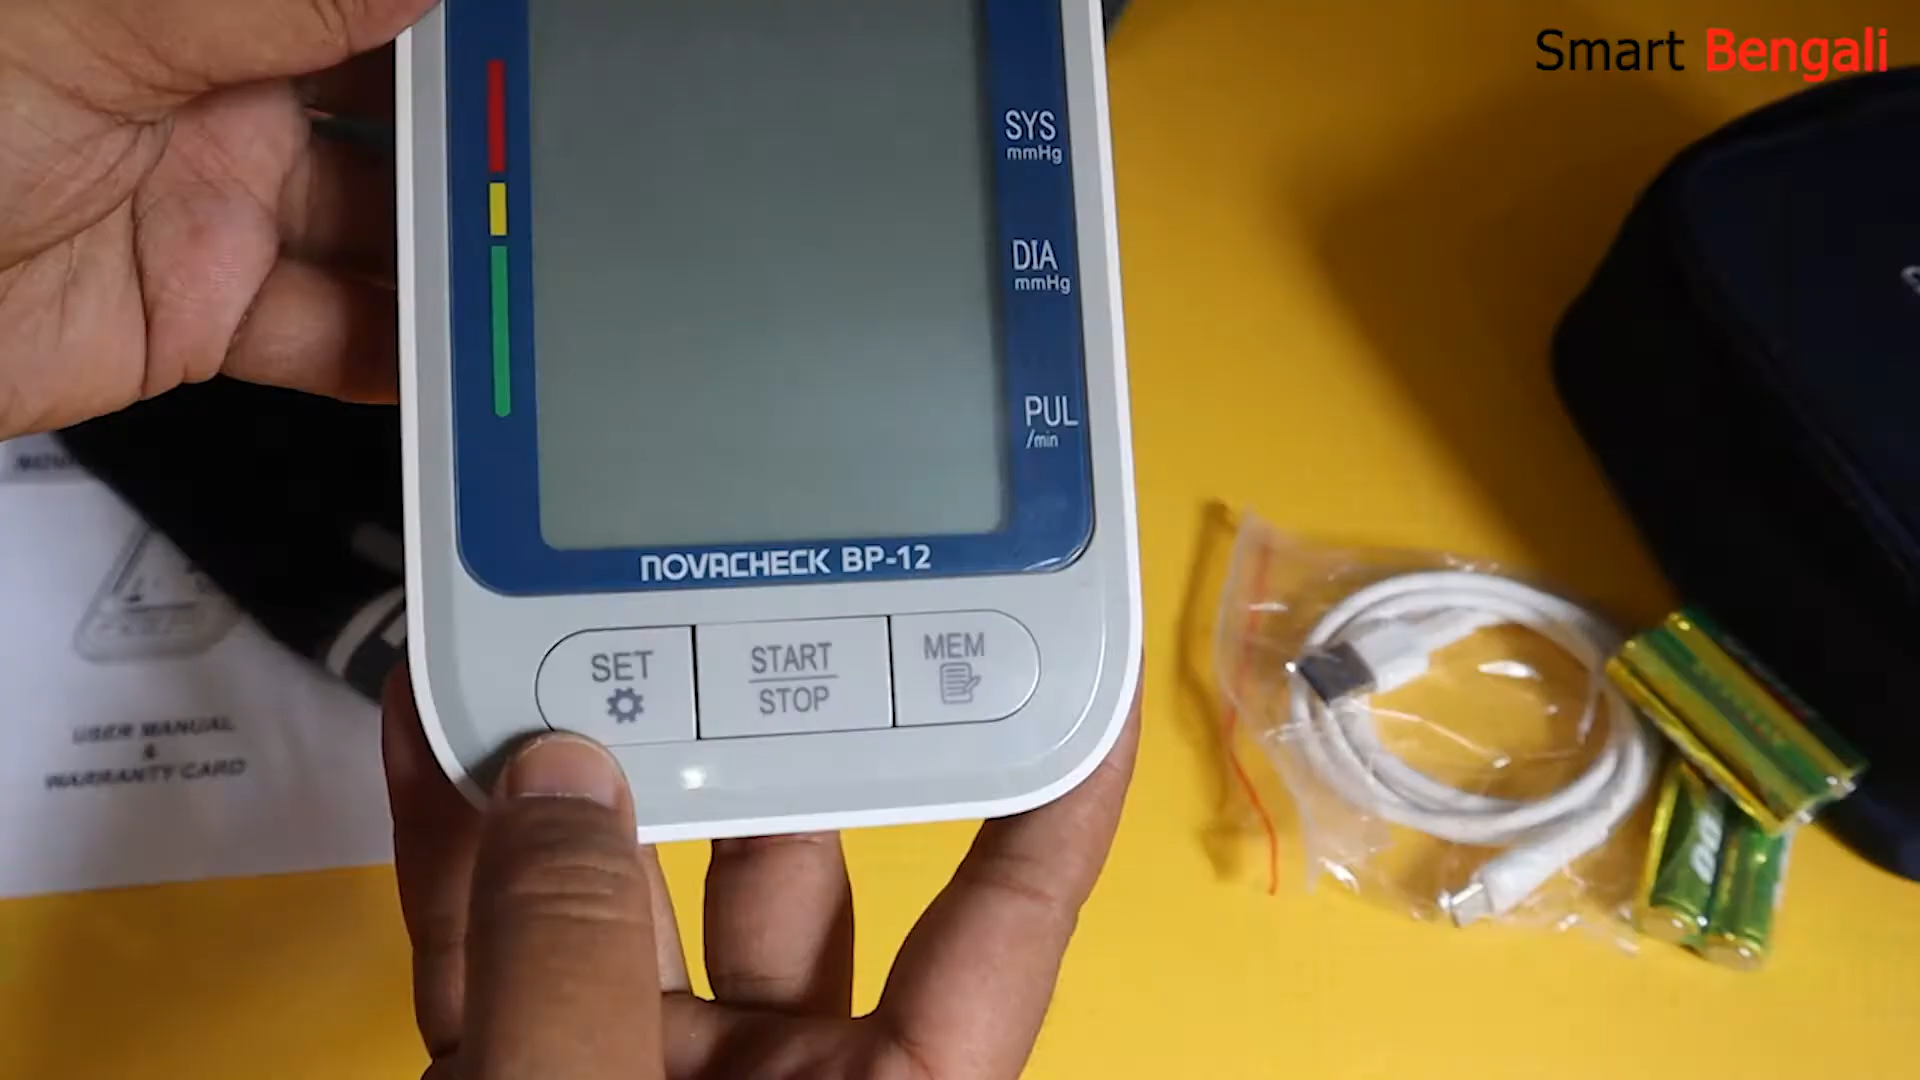 Smart Bengali
SYS
mmHg
DIA
mmHg
PUL
/min
NOVACHECK BP-12
SET
START
STOP
MEM
USER MANUAL
&
WARRANTY CARD